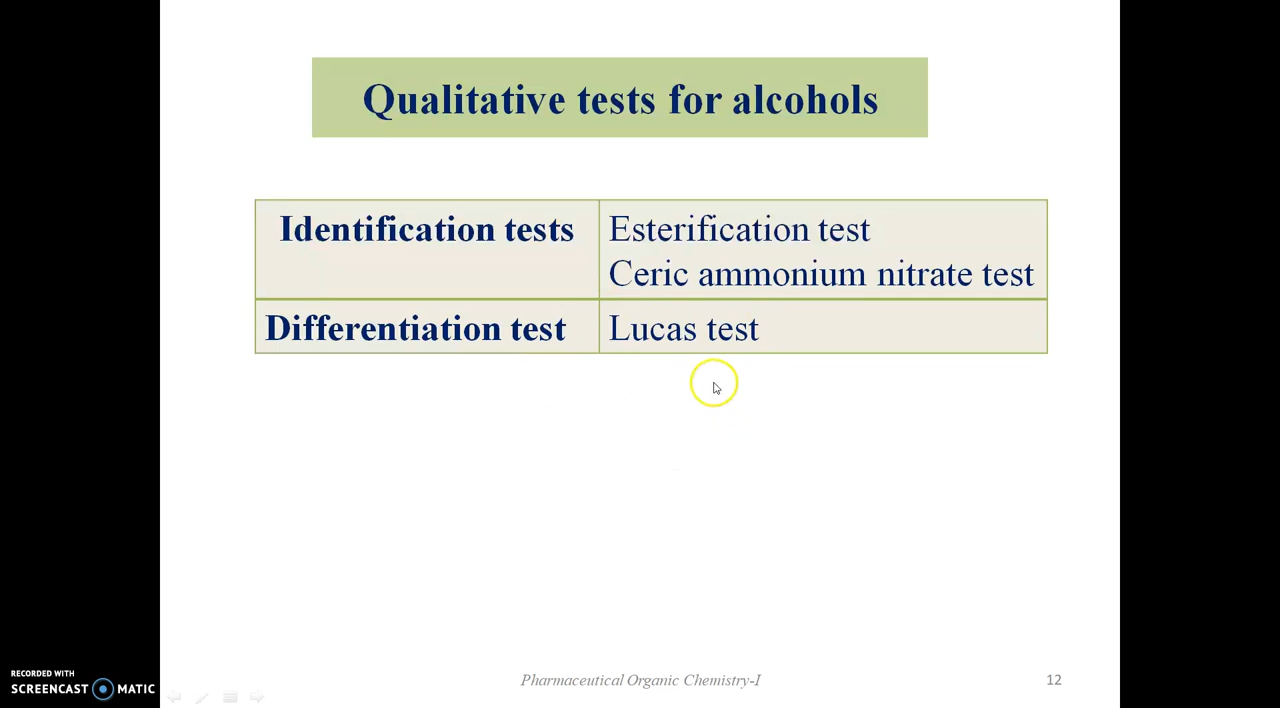 Qualitative tests for alcohols
Identification tests
Esterification test
Ceric ammonium nitrate test
Differentiation test
Lucas test
RECORDED WITH
SCREENCAST MATIC
Pharmaceutical Organic Chemistry-I
12